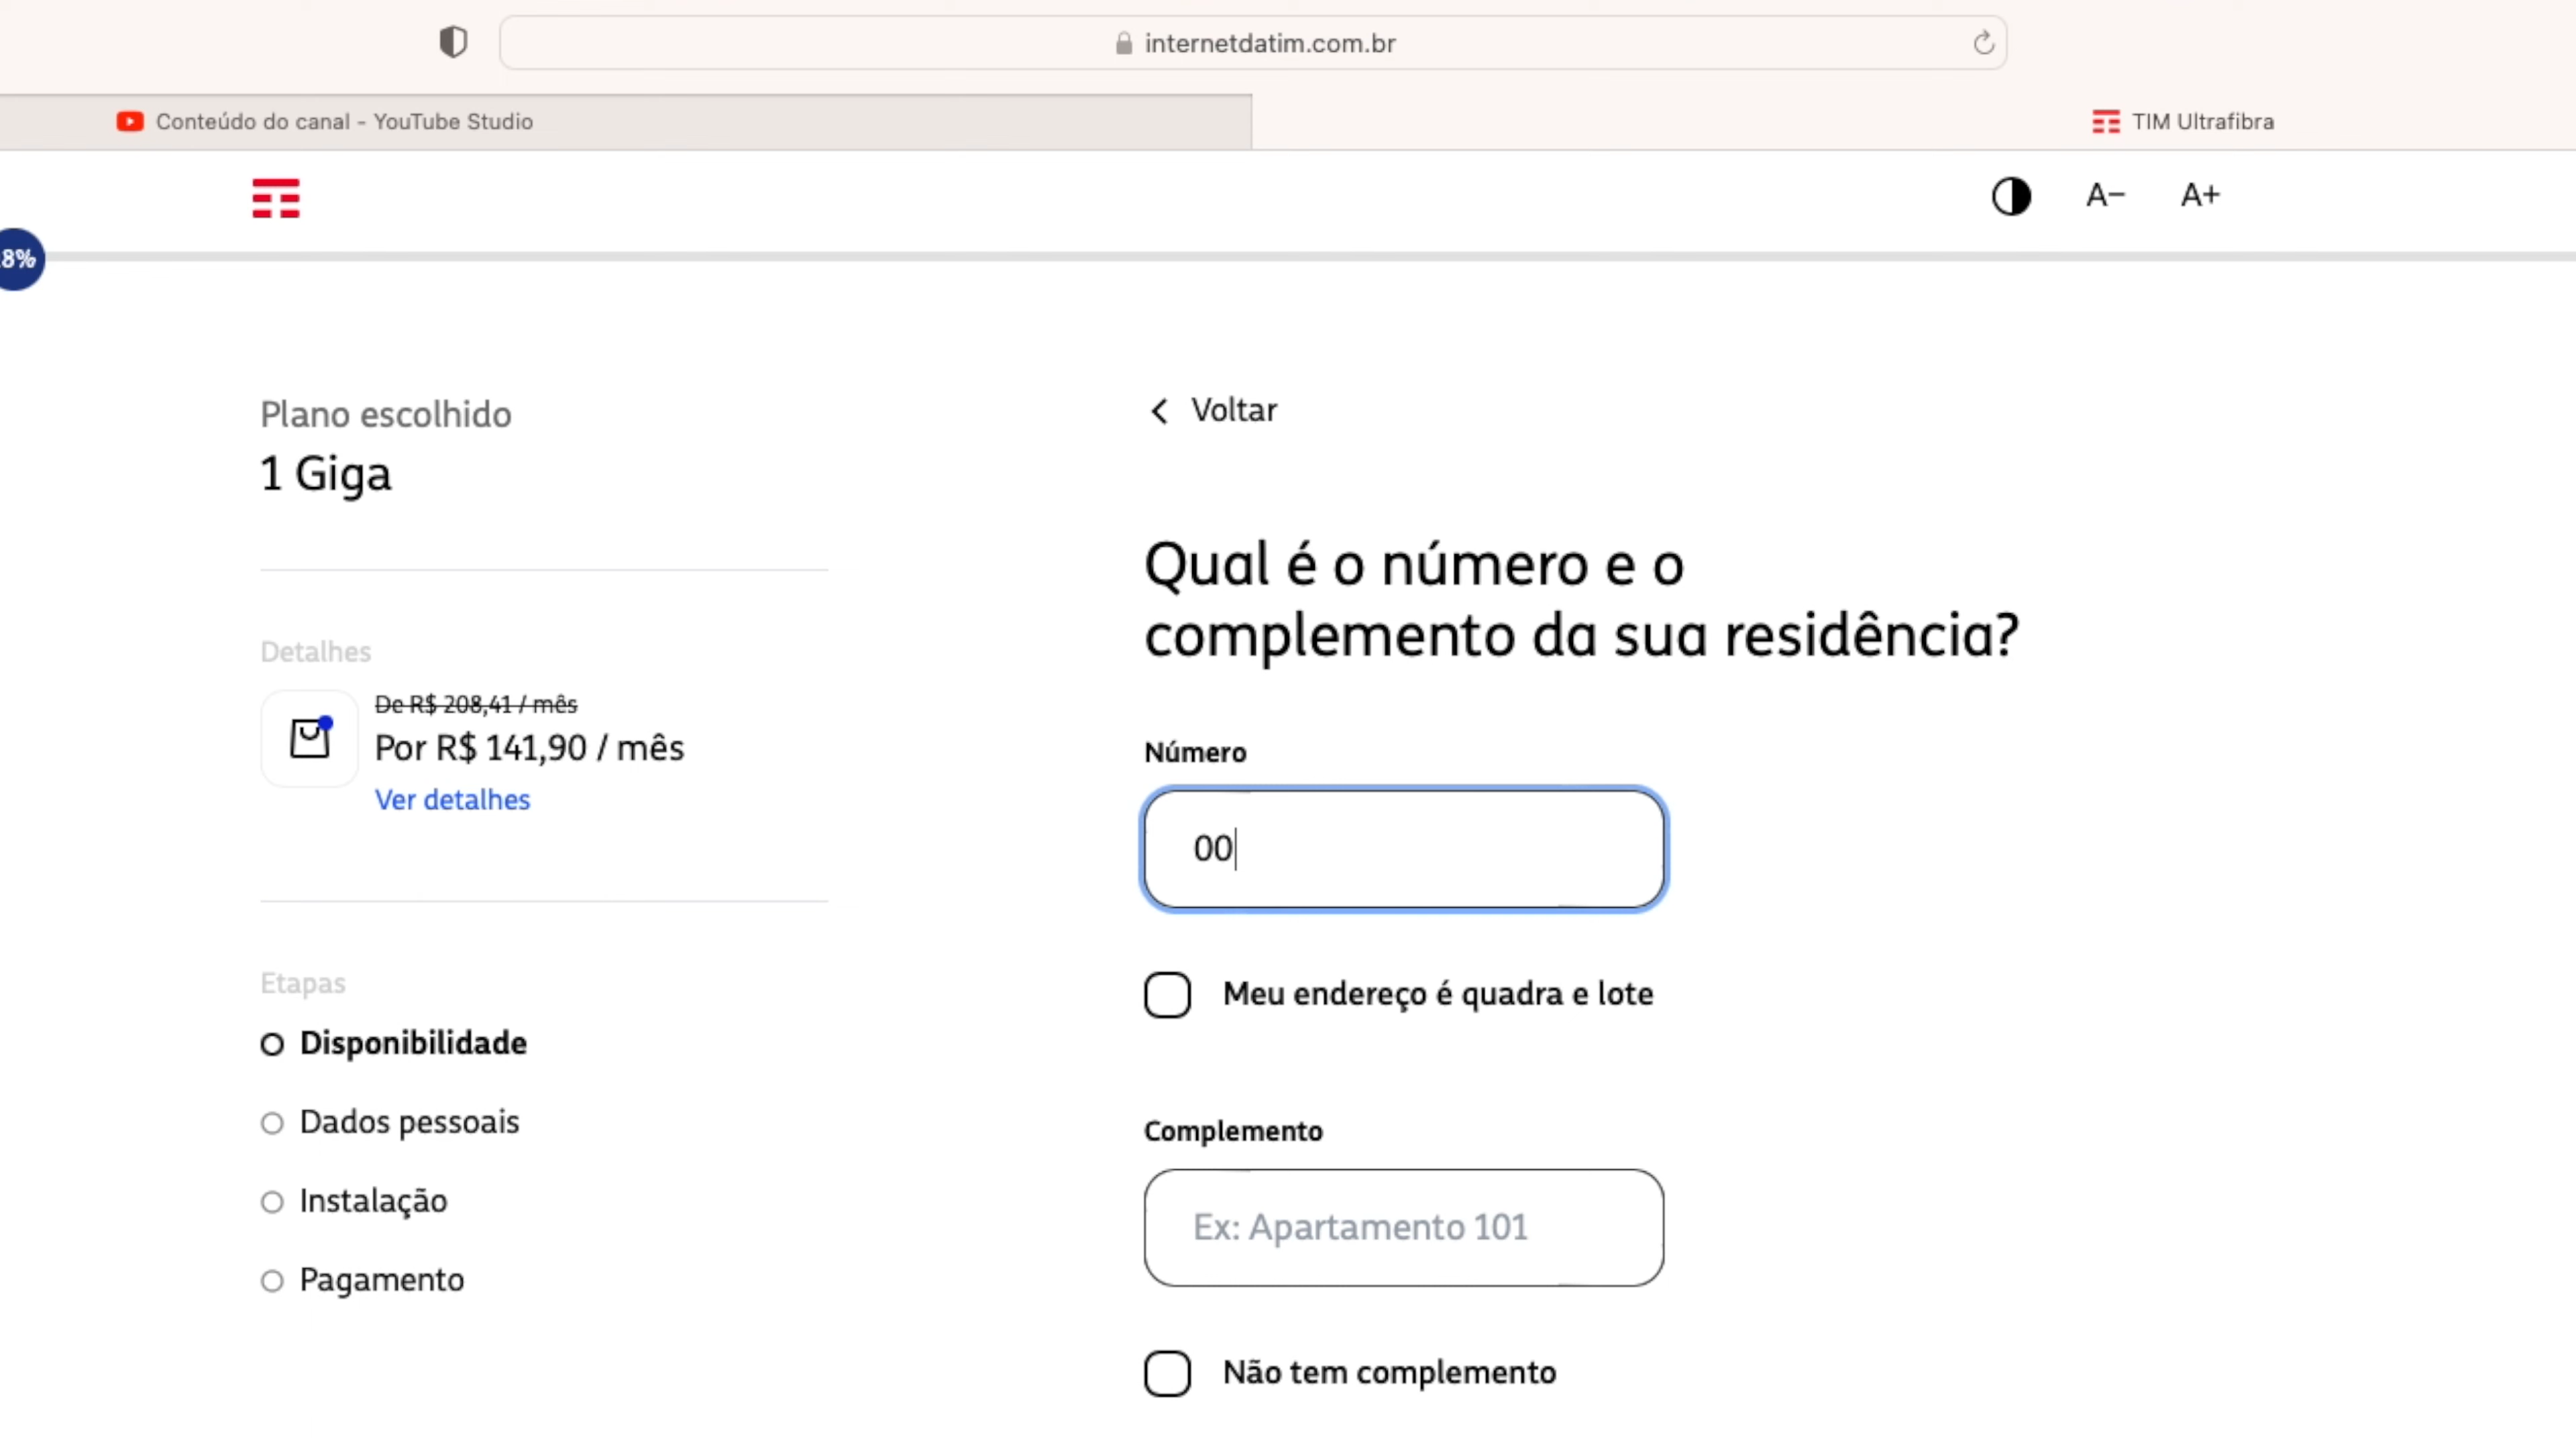 internetdatim.com.br
Conteúdo do canal - YouTube Studio
TIM Ultrafibra
A−
A+
8%
Plano escolhido
1 Giga
Detalhes
De R$ 208,41 / mês
Por R$ 141,90 / mês
Ver detalhes
Etapas
Disponibilidade
Dados pessoais
Instalação
Pagamento
Voltar
Qual é o número e o
complemento da sua residência?
Número
00
Meu endereço é quadra e lote
Complemento
Ex: Apartamento 101
Não tem complemento